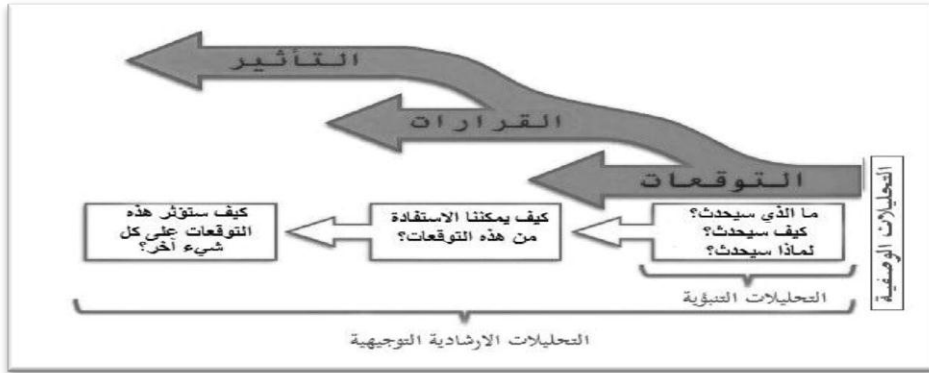 التأثير
القرارات
التوقعات
التحليلات الوصفية
ما الذي سيحدث؟
كيف سيحدث؟
لماذا سيحدث؟
كيف يمكننا الاستفادة
من هذه التوقعات؟
كيف ستؤثر هذه
التوقعات على كل
شيء آخر؟
التحليلات التنبؤية
التحليلات الارشادية التوجيهية